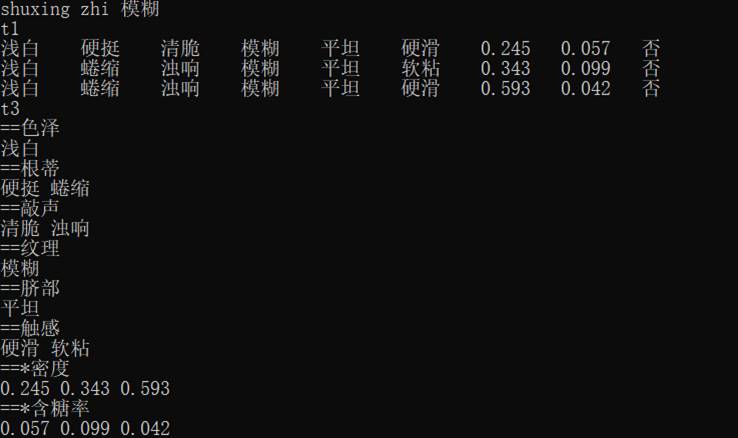 shuxing zhi 模糊
t1
浅白 硬挺 清脆 模糊 平坦 硬滑 0.245 0.057 否
浅白 蜷缩 浊响 模糊 平坦 软粘 0.343 0.099 否
浅白 蜷缩 浊响 模糊 平坦 硬滑 0.593 0.042 否
t3
==色泽
浅白
==根蒂
硬挺 蜷缩
==敲声
清脆 浊响
==纹理
模糊
==脐部
平坦
==触感
硬滑 软粘
==*密度
0.245 0.343 0.593
==*含糖率
0.057 0.099 0.042